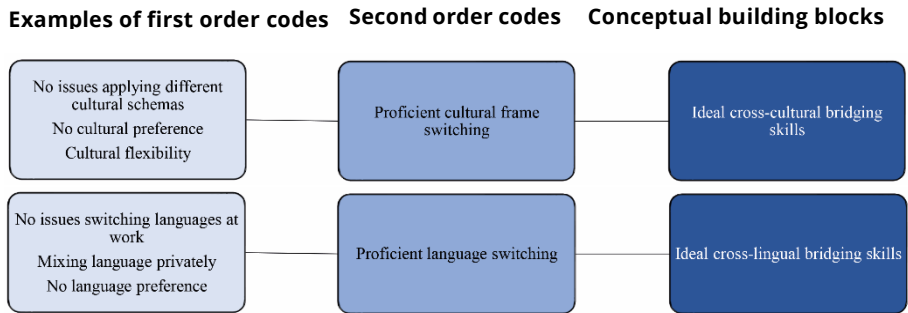 Examples of first order codes
Second order codes
Conceptual building blocks
No issues applying different
cultural schemas
No cultural preference
Cultural flexibility
Proficient cultural frame
switching
Ideal cross-cultural bridging
skills
No issues switching languages at
work
Mixing language privately
No language preference
Proficient language switching
Ideal cross-lingual bridging skills